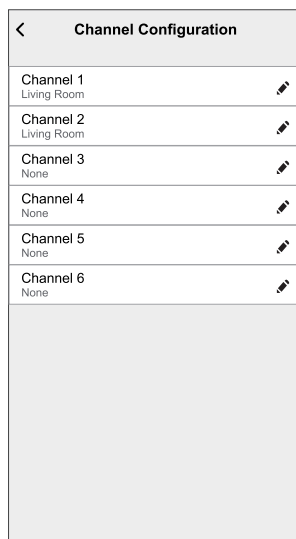 Channel Configuration
Channel 1
Living Room
Channel 2
Living Room
Channel 3
None
Channel 4
None
Channel 5
None
Channel 6
None